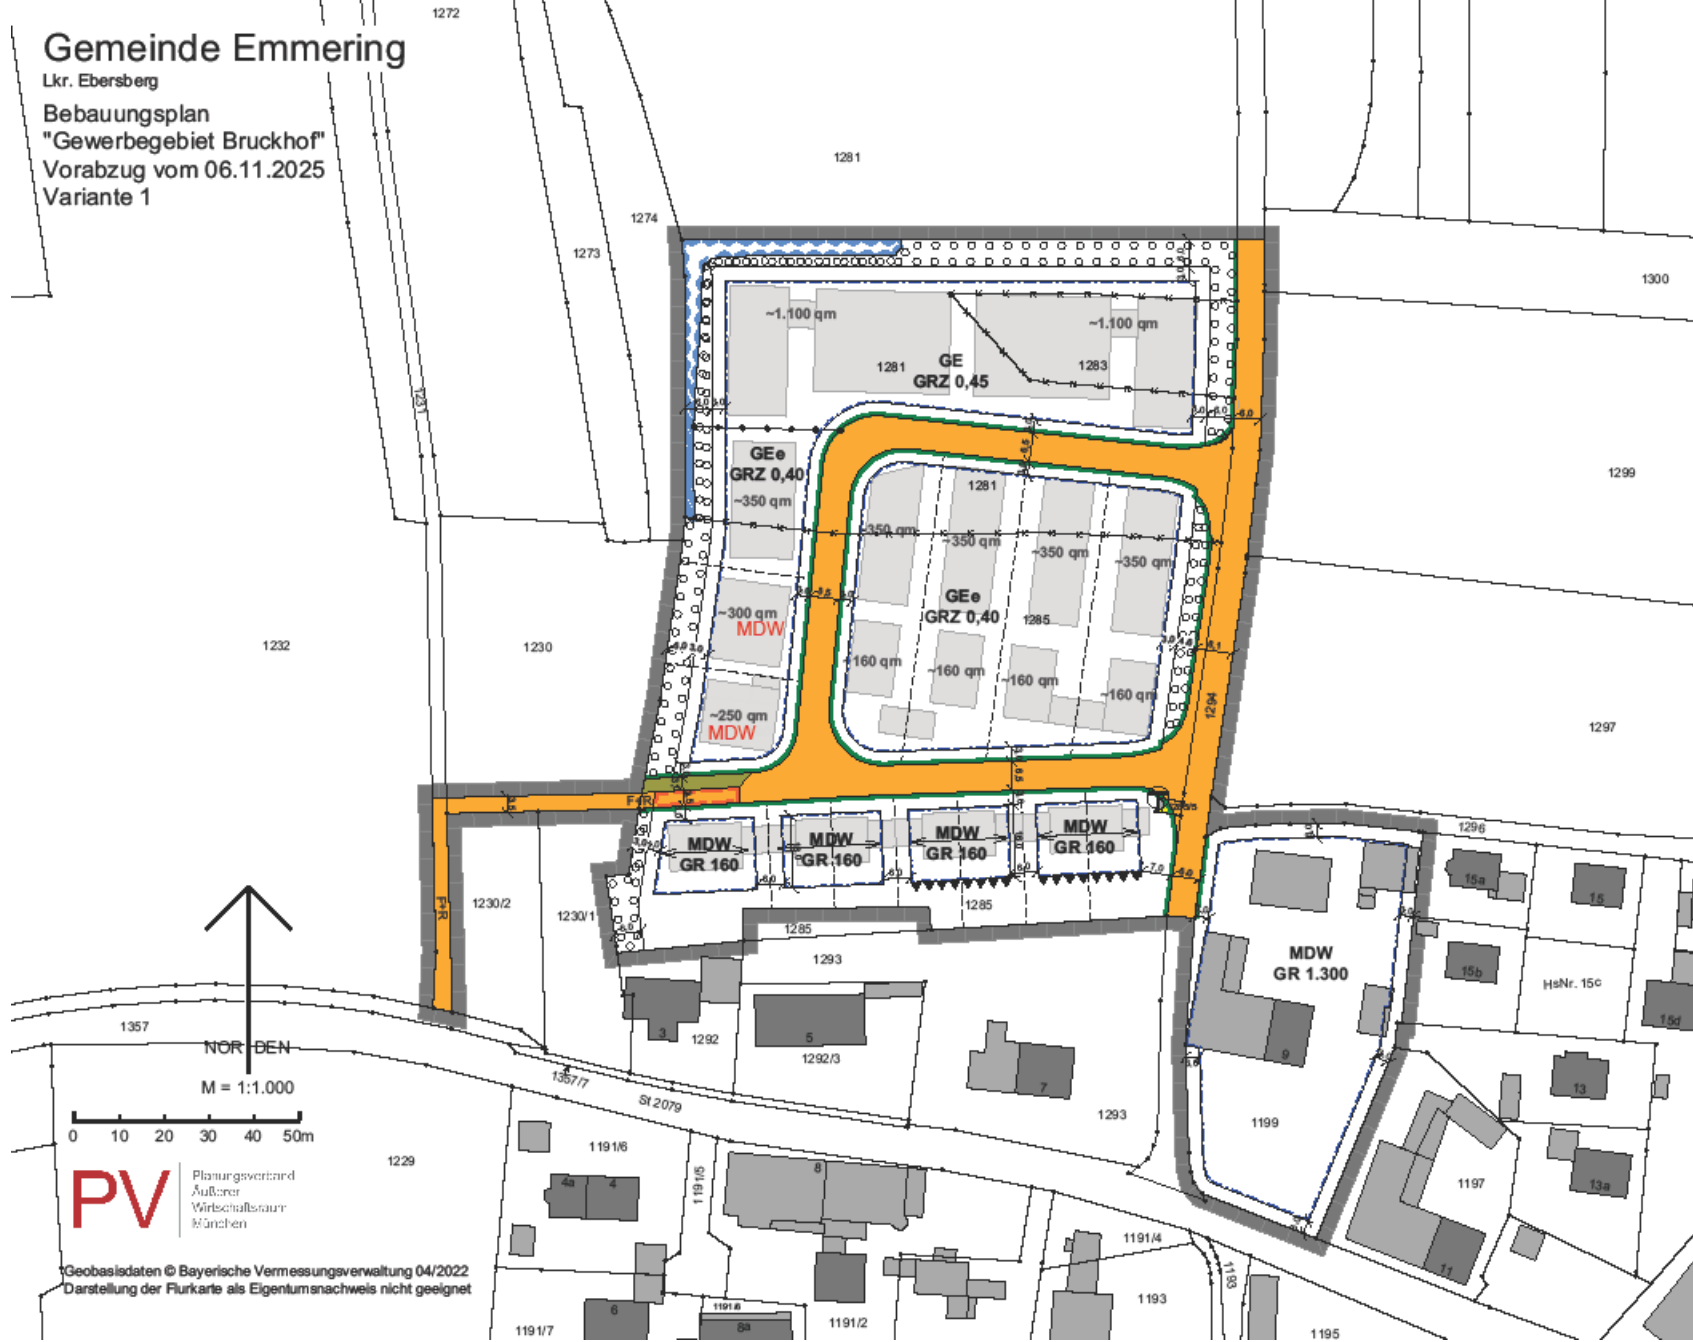 Gemeinde Emmering
Lkr. Ebersberg
Bebauungsplan
"Gewerbegebiet Bruckhof"
Vorabzug vom 06.11.2025
Variante 1
1272
1281
1274
1273
1300
~1.100 qm
~1.100 qm
1281
GE
GRZ 0,45
1283
1231
GEe
GRZ 0,40
~350 qm
1281
1299
~350 qm
~350 qm
~350 qm
~350 qm
GEe
GRZ 0,40
1285
~300 qm
MDW
1232
1230
~160 qm
~160 qm
~160 qm
~160 qm
~250 qm
MDW
1294
1297
F+R
F+R
MDW
GR 160
MDW
GR 160
MDW
GR 160
MDW
GR 160
1296
15a
15
1230/2
1230/1
1285
1285
1293
MDW
GR 1.300
15b
HsNr. 15c
15d
3
1292
5
1292/3
7
9
1293
1357
NORDEN
M = 1:1.000
0 10 20 30 40 50m
1357/7
St 2079
13
1199
1229
1191/6
4a
4
1191/5
8
1197
13a
11
PV
Planungsverband
Äußerer
Wirtschaftsraum
München
1191/4
1193
1193
Geobasisdaten © Bayerische Vermessungsverwaltung 04/2022
Darstellung der Flurkarte als Eigentumsnachweis nicht geeignet
6
1191/7
1191/8
8a
1191/2
1195